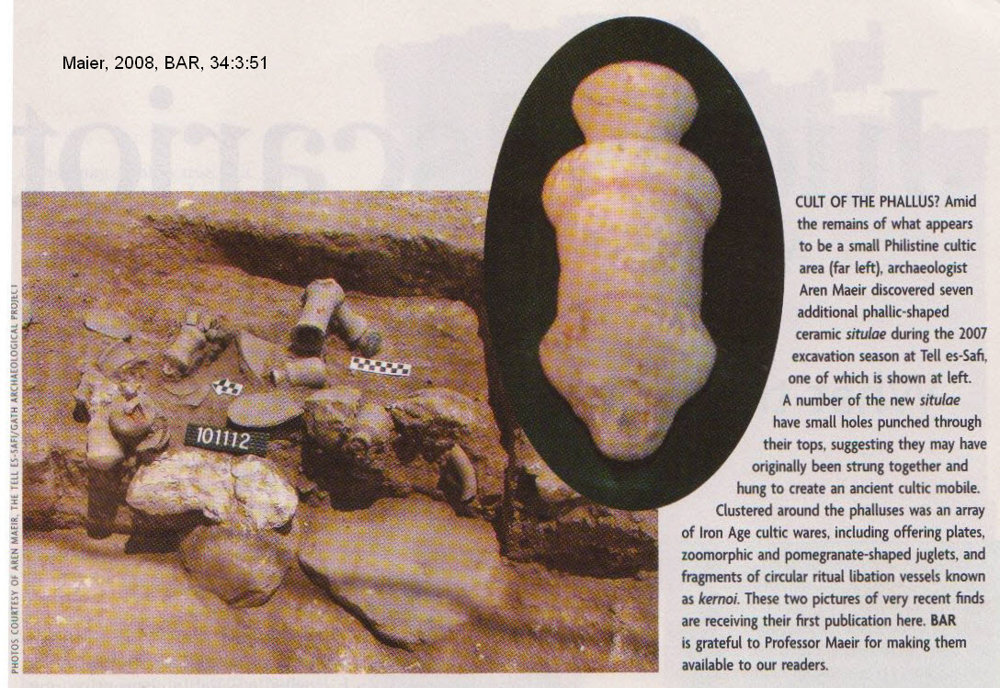 Maier, 2008, BAR, 34:3:51
CULT OF THE PHALLUS? Amid
the remains of what appears
to be a small Philistine cultic
area (far left), archaeologist
Aren Maeir discovered seven
additional phallic-shaped
ceramic situlae during the 2007
excavation season at Tell es-Safi,
one of which is shown at left.
A number of the new situlae
have small holes punched through
their tops, suggesting they may have
originally been strung together and
hung to create an ancient cultic mobile.
Clustered around the phalluses was an array
of Iron Age cultic wares, including offering plates,
zoomorphic and pomegranate-shaped juglets, and
fragments of circular ritual libation vessels known
as kernoi. These two pictures of very recent finds
are receiving their first publication here. BAR
is grateful to Professor Maeir for making them
available to our readers.
101112
PHOTOS COURTESY OF AREN MAEIR, THE TELL ES-SAFI/GATH ARCHAEOLOGICAL PROJECT